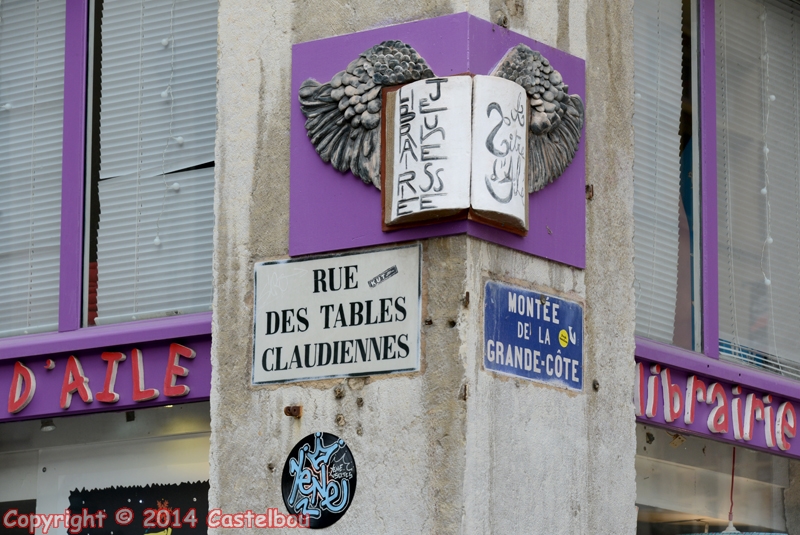 LIBRAIRIE
JEUNESSE
RUE
DES TABLES
CLAUDIENNES
MONTÉE
DE LA
GRANDE-CÔTE
D'AILE
librairie
Copyright © 2014 Castelbou